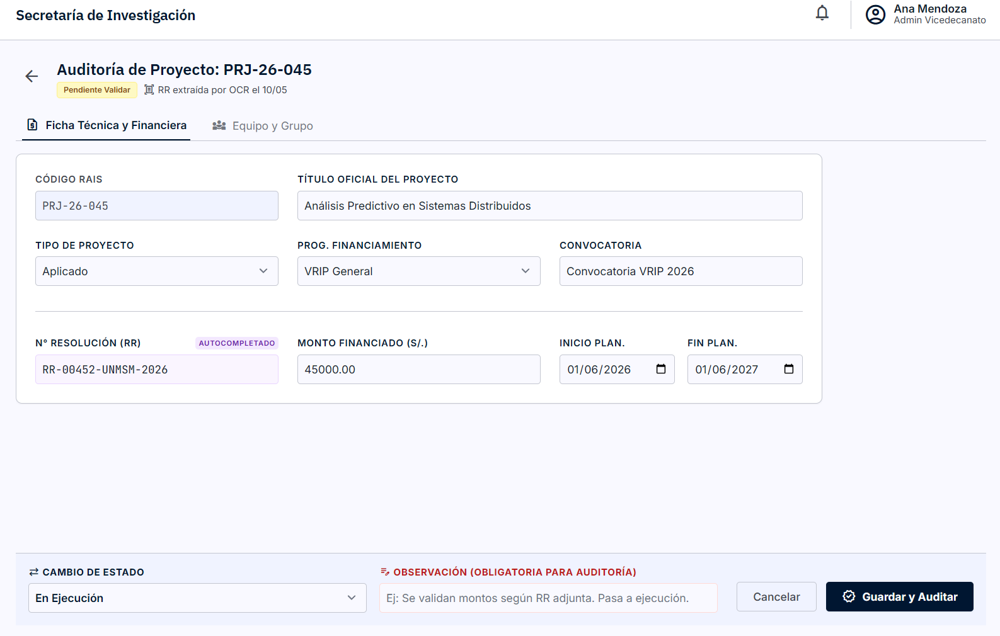 Secretaría de Investigación
Ana Mendoza
Admin Vicedecanato
Auditoría de Proyecto: PRJ-26-045
Pendiente Validar
RR extraída por OCR el 10/05
Ficha Técnica y Financiera
Equipo y Grupo
CÓDIGO RAIS
TÍTULO OFICIAL DEL PROYECTO
PRJ-26-045
Análisis Predictivo en Sistemas Distribuidos
TIPO DE PROYECTO
PROG. FINANCIAMIENTO
CONVOCATORIA
Aplicado
VRIP General
Convocatoria VRIP 2026
N° RESOLUCIÓN (RR)
AUTOCOMPLETADO
MONTO FINANCIADO (S/.)
INICIO PLAN.
FIN PLAN.
RR-00452-UNMSM-2026
45000.00
01/06/2026
01/06/2027
CAMBIO DE ESTADO
OBSERVACIÓN (OBLIGATORIA PARA AUDITORÍA)
En Ejecución
Ej: Se validan montos según RR adjunta. Pasa a ejecución.
Cancelar
Guardar y Auditar